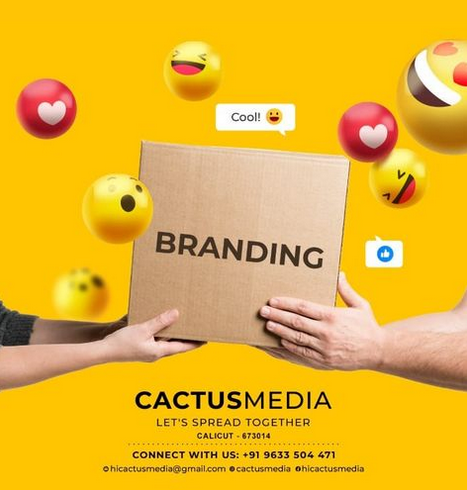 Cool!
BRANDING
CACTUSMEDIA
LET'S SPREAD TOGETHER
CALICUT - 673014
CONNECT WITH US: +91 9633 504 471
hicactusmedia@gmail.com cactusmedia hicactusmedia